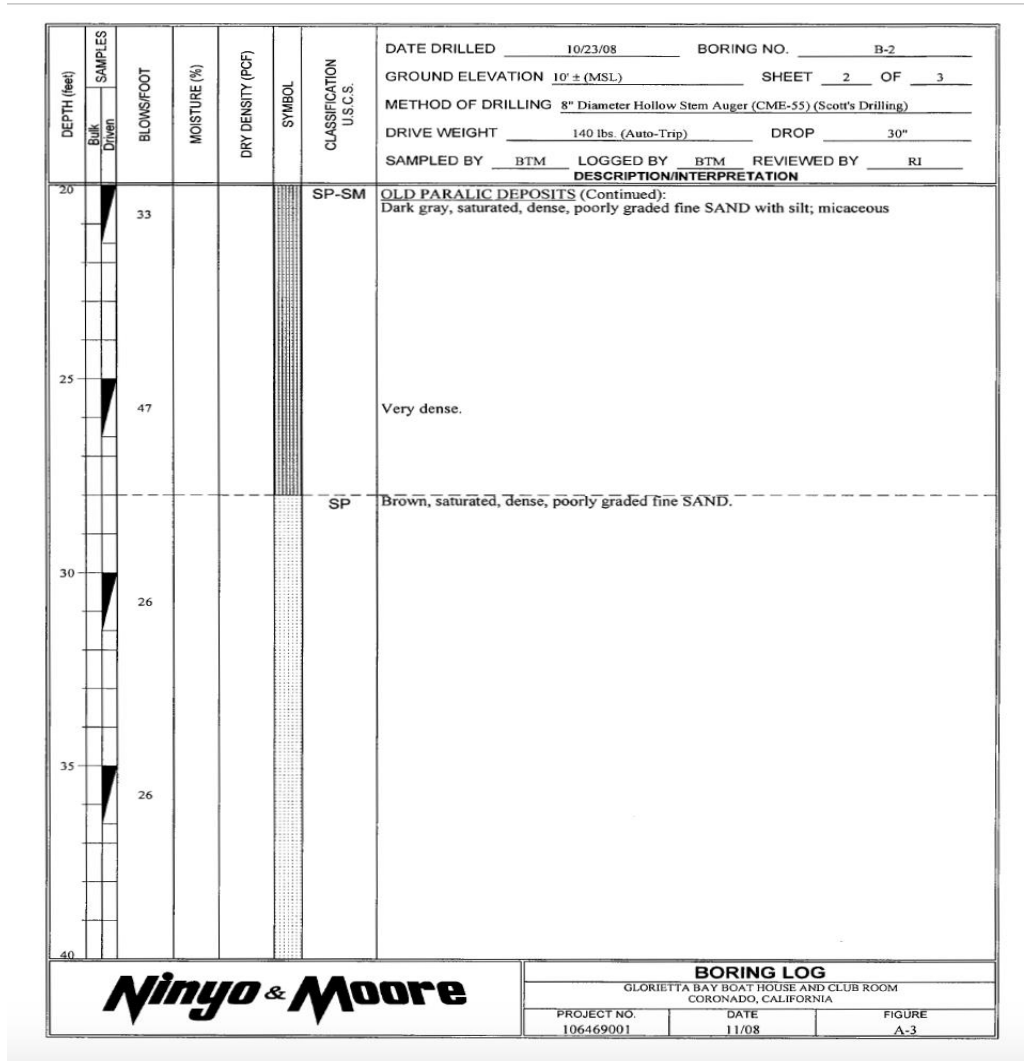 DEPTH (feet)
SAMPLES
Bulk
Driven
BLOWS/FOOT
MOISTURE (%)
DRY DENSITY (PCF)
SYMBOL
CLASSIFICATION
U.S.C.S.
DATE DRILLED 10/23/08 BORING NO. B-2
GROUND ELEVATION 10' ± (MSL) SHEET 2 OF 3
METHOD OF DRILLING 8" Diameter Hollow Stem Auger (CME-55) (Scott's Drilling)
DRIVE WEIGHT 140 lbs. (Auto-Trip) DROP 30"
SAMPLED BY BTM LOGGED BY BTM REVIEWED BY RI
DESCRIPTION/INTERPRETATION
20 SP-SM OLD PARALIC DEPOSITS (Continued):
33 Dark gray, saturated, dense, poorly graded fine SAND with silt; micaceous
25
47 Very dense.
SP Brown, saturated, dense, poorly graded fine SAND.
30
26
35
26
40
Ninyo & Moore
BORING LOG
GLORIETTA BAY BOAT HOUSE AND CLUB ROOM
CORONADO, CALIFORNIA
PROJECT NO. DATE FIGURE
106469001 11/08 A-3